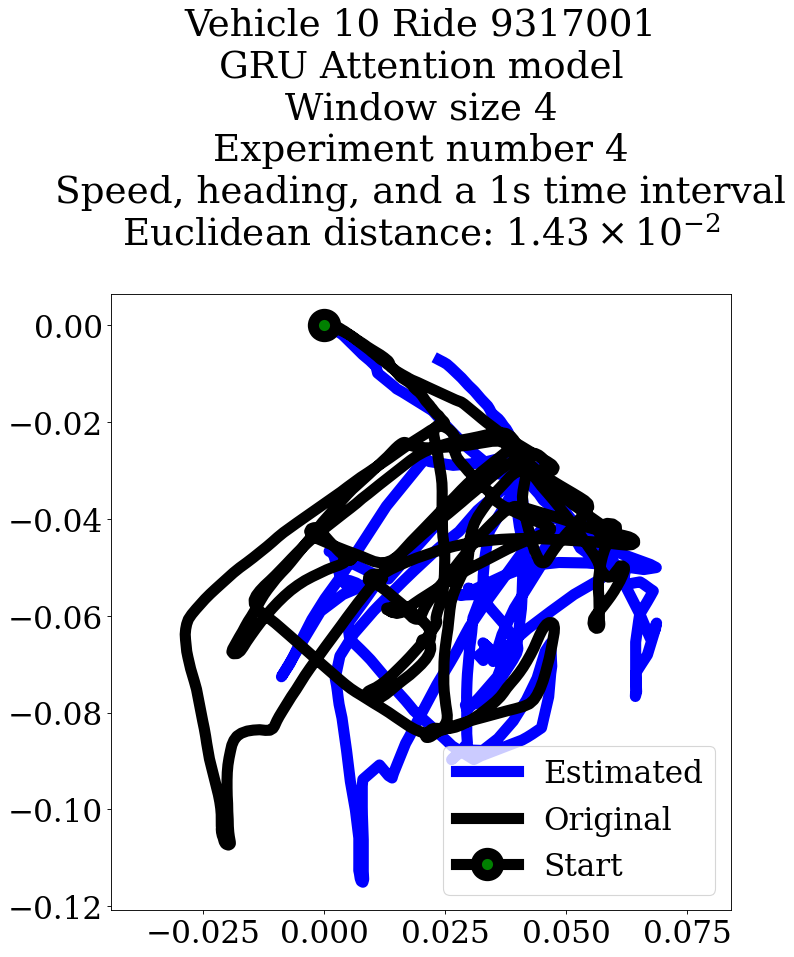 Vehicle 10 Ride 9317001
GRU Attention model
Window size 4
Experiment number 4
Speed, heading, and a 1s time interval
Euclidean distance: 1.43 × 10⁻²
0.00
−0.02
−0.04
−0.06
−0.08
−0.10
−0.12
Estimated
Original
Start
−0.025 0.000 0.025 0.050 0.075